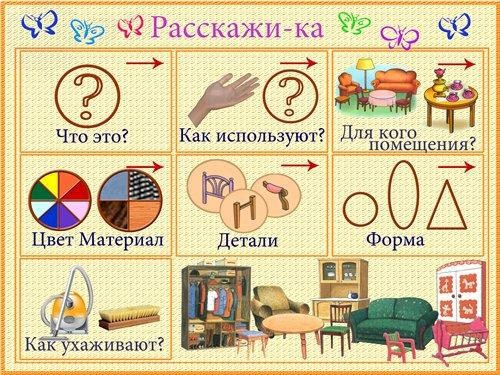 Расскажи-ка
Что это?
Как используют?
Для кого
помещения?
Цвет Материал
Детали
Форма
Как ухаживают?